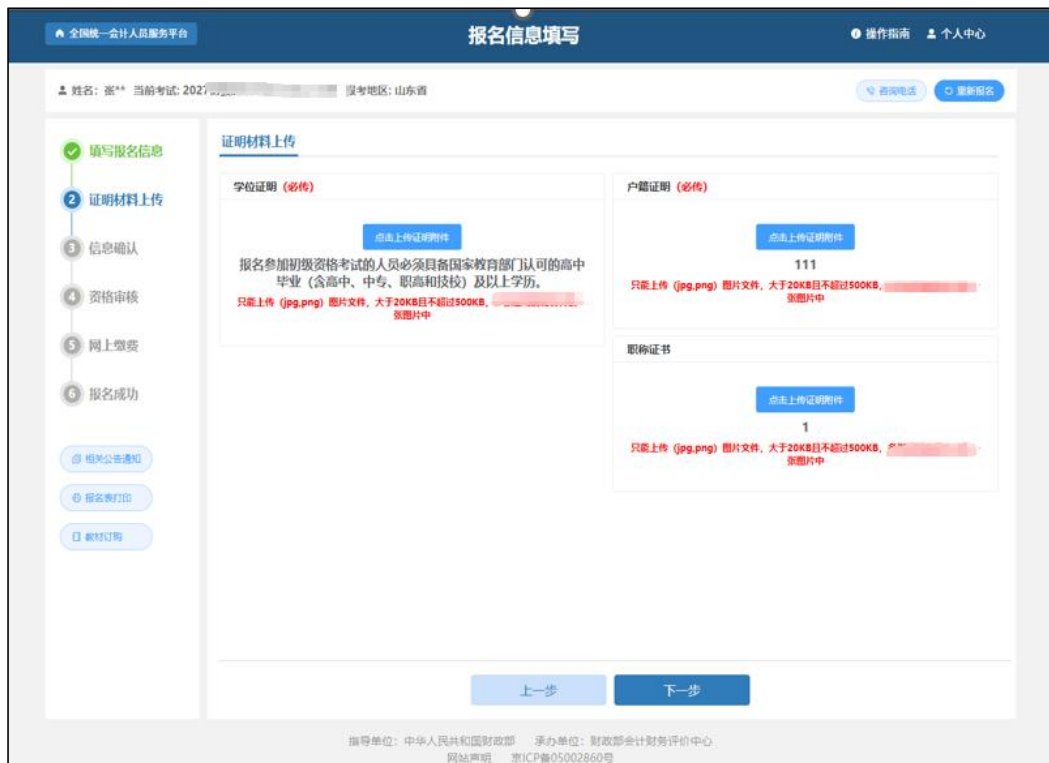 全国统一会计人员服务平台
报名信息填写
操作指南
个人中心
姓名：张** 当前考试: 2027 报考地区: 山东省
咨询电话
重新报名
填写报名信息
2 证明材料上传
3 信息确认
4 资格审核
5 网上缴费
6 报名成功
相关公告通知
报名表打印
教材订购
证明材料上传
学位证明 (必传)
点击上传证明附件
报名参加初级资格考试的人员必须具备国家教育部门认可的高中
毕业（含高中、中专、职高和技校）及以上学历。
只能上传 (jpg,png) 图片文件，大于20KB且不超过500KB,
张图片中
户籍证明 (必传)
点击上传证明附件
111
只能上传 (jpg,png) 图片文件，大于20KB且不超过500KB,
张图片中
职称证书
点击上传证明附件
1
只能上传 (jpg,png) 图片文件，大于20KB且不超过500KB,
张图片中
上一步
下一步
指导单位：中华人民共和国财政部 承办单位：财政部会计财务评价中心
网站声明 京ICP备05002860号